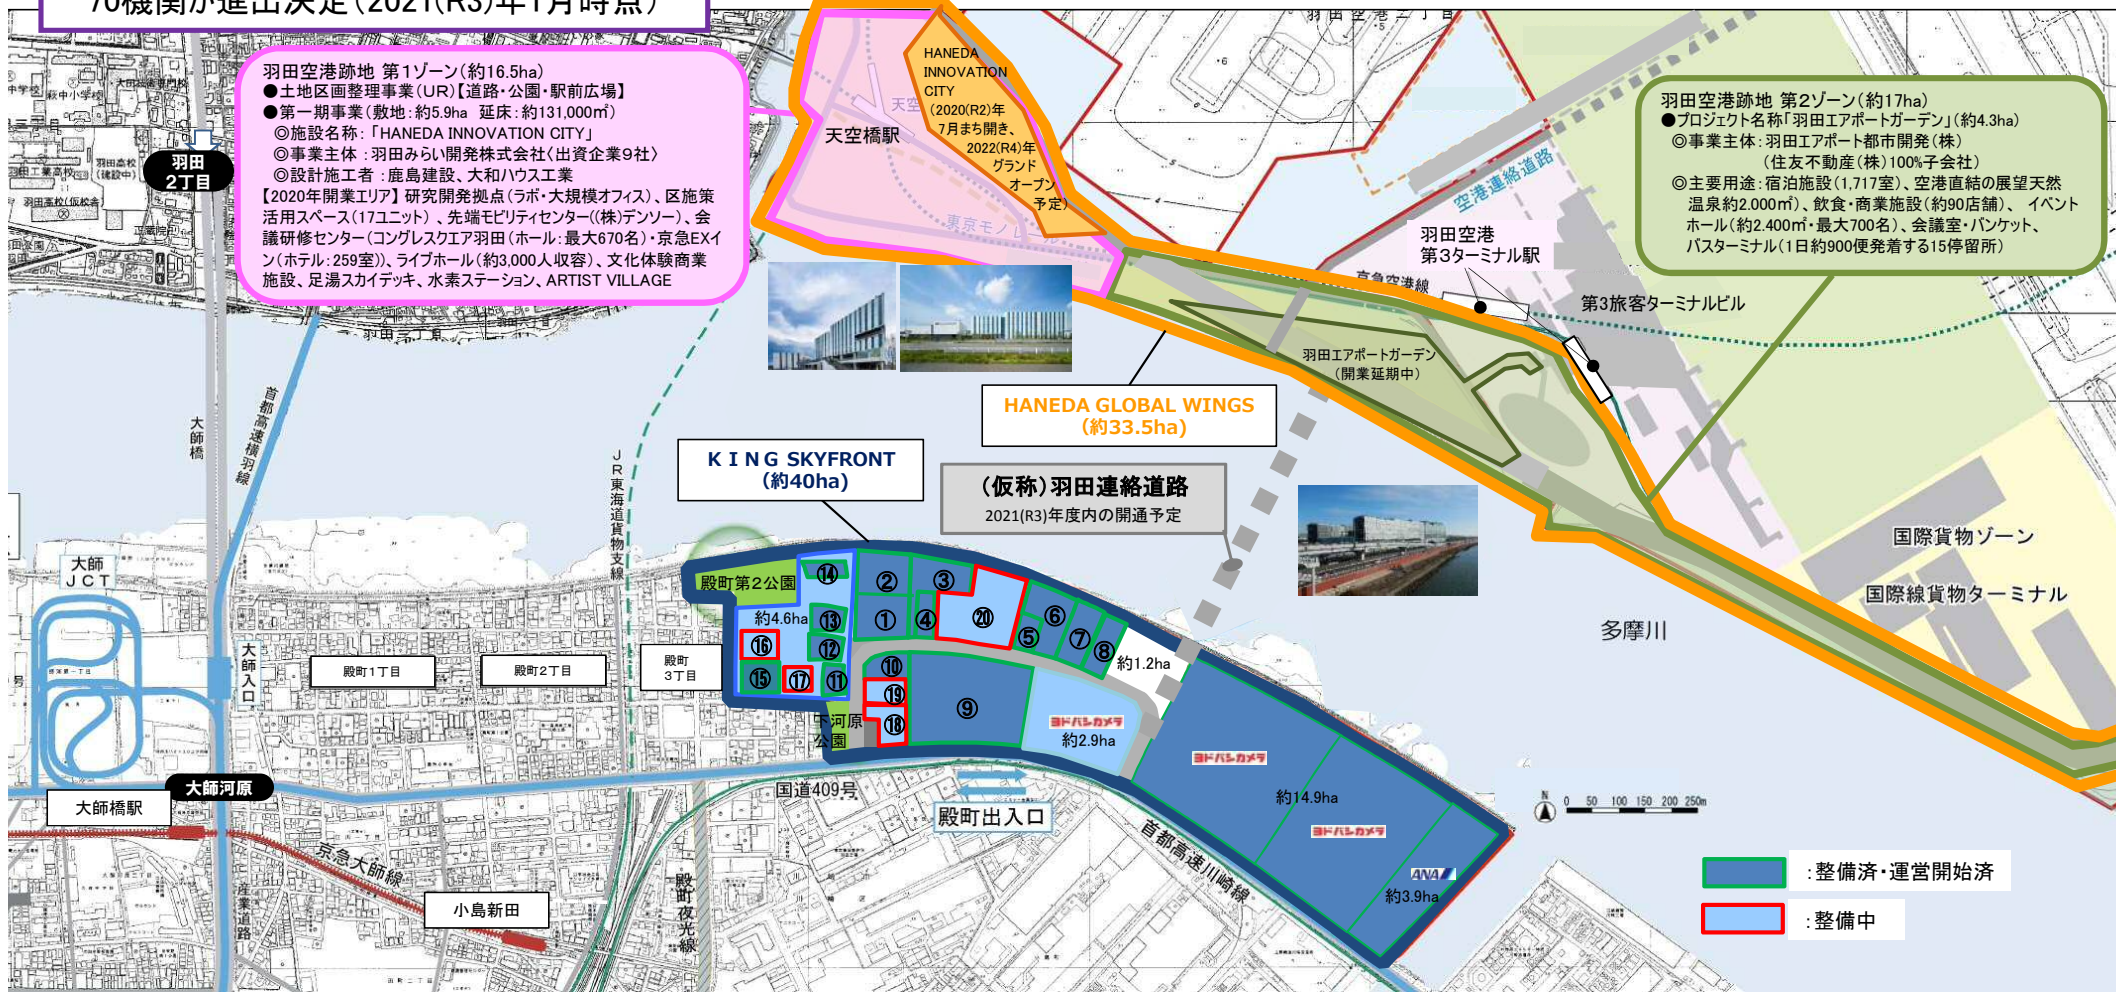 70機関が進出決定(2021(R3)年1月時点)
羽田空港跡地 第1ゾーン(約16.5ha)
●土地区画整理事業(UR)【道路・公園・駅前広場】
●第一期事業(敷地:約5.9ha 延床:約131,000㎡)
◎施設名称:「HANEDA INNOVATION CITY」
◎事業主体:羽田みらい開発株式会社〈出資企業9社〉
◎設計施工者:鹿島建設、大和ハウス工業
【2020年開業エリア】研究開発拠点(ラボ・大規模オフィス)、区施策
活用スペース(17ユニット)、先端モビリティセンター((株)デンソー)、会
議研修センター(コングレスクエア羽田(ホール:最大670名)・京急EXイ
ン(ホテル:259室))、ライブホール(約3,000人収容)、文化体験商業
施設、足湯スカイデッキ、水素ステーション、ARTIST VILLAGE
HANEDA
INNOVATION
CITY
(2020(R2)年
7月まち開き、
2022(R4)年
グランド
オープン
予定)
天空橋駅
東京モノレール
羽田空港二丁目
羽田空港跡地 第2ゾーン(約17ha)
●プロジェクト名称「羽田エアポートガーデン」(約4.3ha)
◎事業主体:羽田エアポート都市開発(株)
(住友不動産(株)100%子会社)
◎主要用途:宿泊施設(1,717室)、空港直結の展望天然
温泉約2.000㎡)、飲食・商業施設(約90店舗)、 イベント
ホール(約2.400㎡・最大700名)、会議室・バンケット、
バスターミナル(1日約900便発着する15停留所)
空港連絡道路
羽田空港
第3ターミナル駅
京急空港線
第3旅客ターミナルビル
羽田エアポートガーデン
(開業延期中)
羽田
2丁目
HANEDA GLOBAL WINGS
(約33.5ha)
KING SKYFRONT
(約40ha)
(仮称)羽田連絡道路
2021(R3)年度内の開通予定
大師橋
首都高速横羽線
JR東海道貨物支線
国際貨物ゾーン
国際線貨物ターミナル
多摩川
大師
JCT
大師入口
殿町1丁目
殿町2丁目
殿町
3丁目
殿町第2公園
約4.6ha
⑭
⑬
⑫
⑪
⑯
⑮
⑰
②
①
③
④
⑳
⑤
⑥
⑦
⑧
約1.2ha
⑩
⑲
⑱
⑨
下河原
公園
ヨドバシカメラ
約2.9ha
ヨドバシカメラ
約14.9ha
ヨドバシカメラ
ANA
約3.9ha
大師河原
大師橋駅
京急大師線
産業道路
小島新田
殿町夜光線
国道409号
殿町出入口
首都高速川崎線
N
0 50 100 150 200 250m
:整備済・運営開始済
:整備中